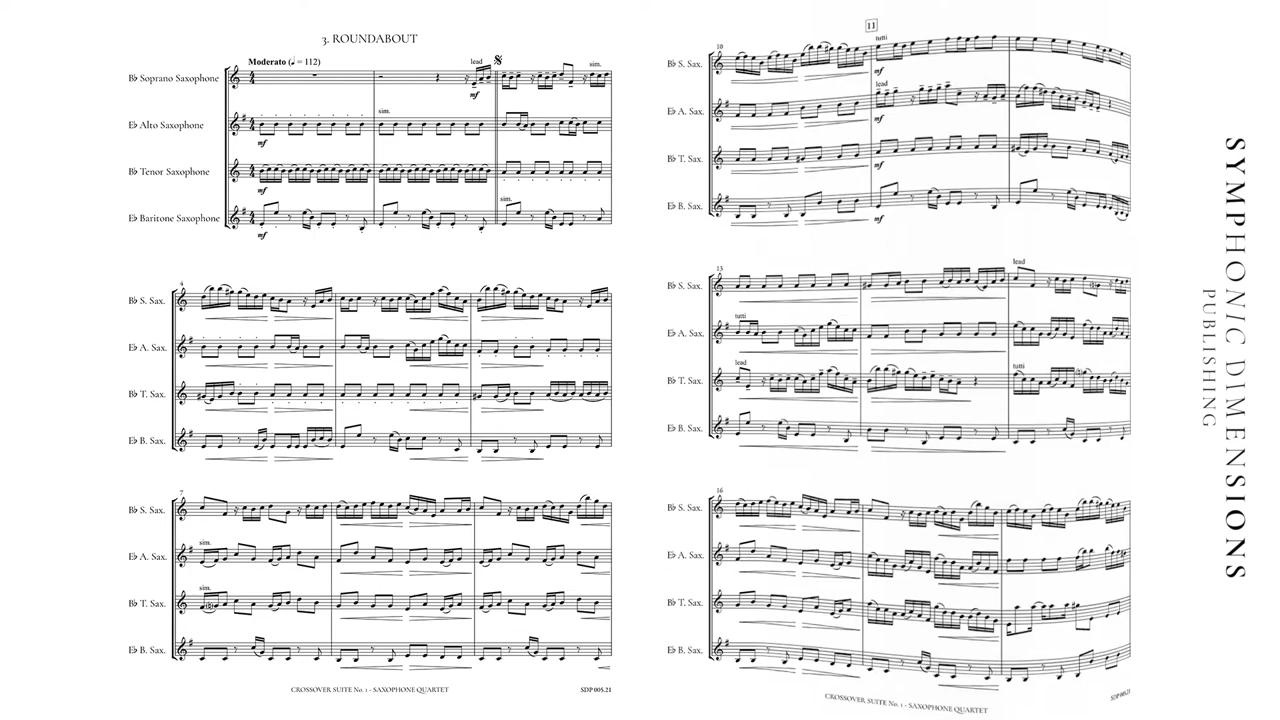 3. ROUNDABOUT
Moderato (♩ = 112)
lead
sim.
B♭ Soprano Saxophone
mf
sim.
E♭ Alto Saxophone
mf
B♭ Tenor Saxophone
mf
sim.
E♭ Baritone Saxophone
mf
4
B♭ S. Sax.
E♭ A. Sax.
B♭ T. Sax.
E♭ B. Sax.
7
B♭ S. Sax.
sim.
E♭ A. Sax.
sim.
B♭ T. Sax.
E♭ B. Sax.
CROSSOVER SUITE No. 1 - SAXOPHONE QUARTET
SDP 005.21
11
10
tutti
B♭ S. Sax.
mf
lead
E♭ A. Sax.
mf
B♭ T. Sax.
mf
E♭ B. Sax.
mf
13
lead
B♭ S. Sax.
tutti
E♭ A. Sax.
lead
tutti
B♭ T. Sax.
E♭ B. Sax.
16
B♭ S. Sax.
E♭ A. Sax.
B♭ T. Sax.
E♭ B. Sax.
CROSSOVER SUITE No. 1 - SAXOPHONE QUARTET
SDP 005.21
SYMPHONIC DIMENSIONS
PUBLISHING